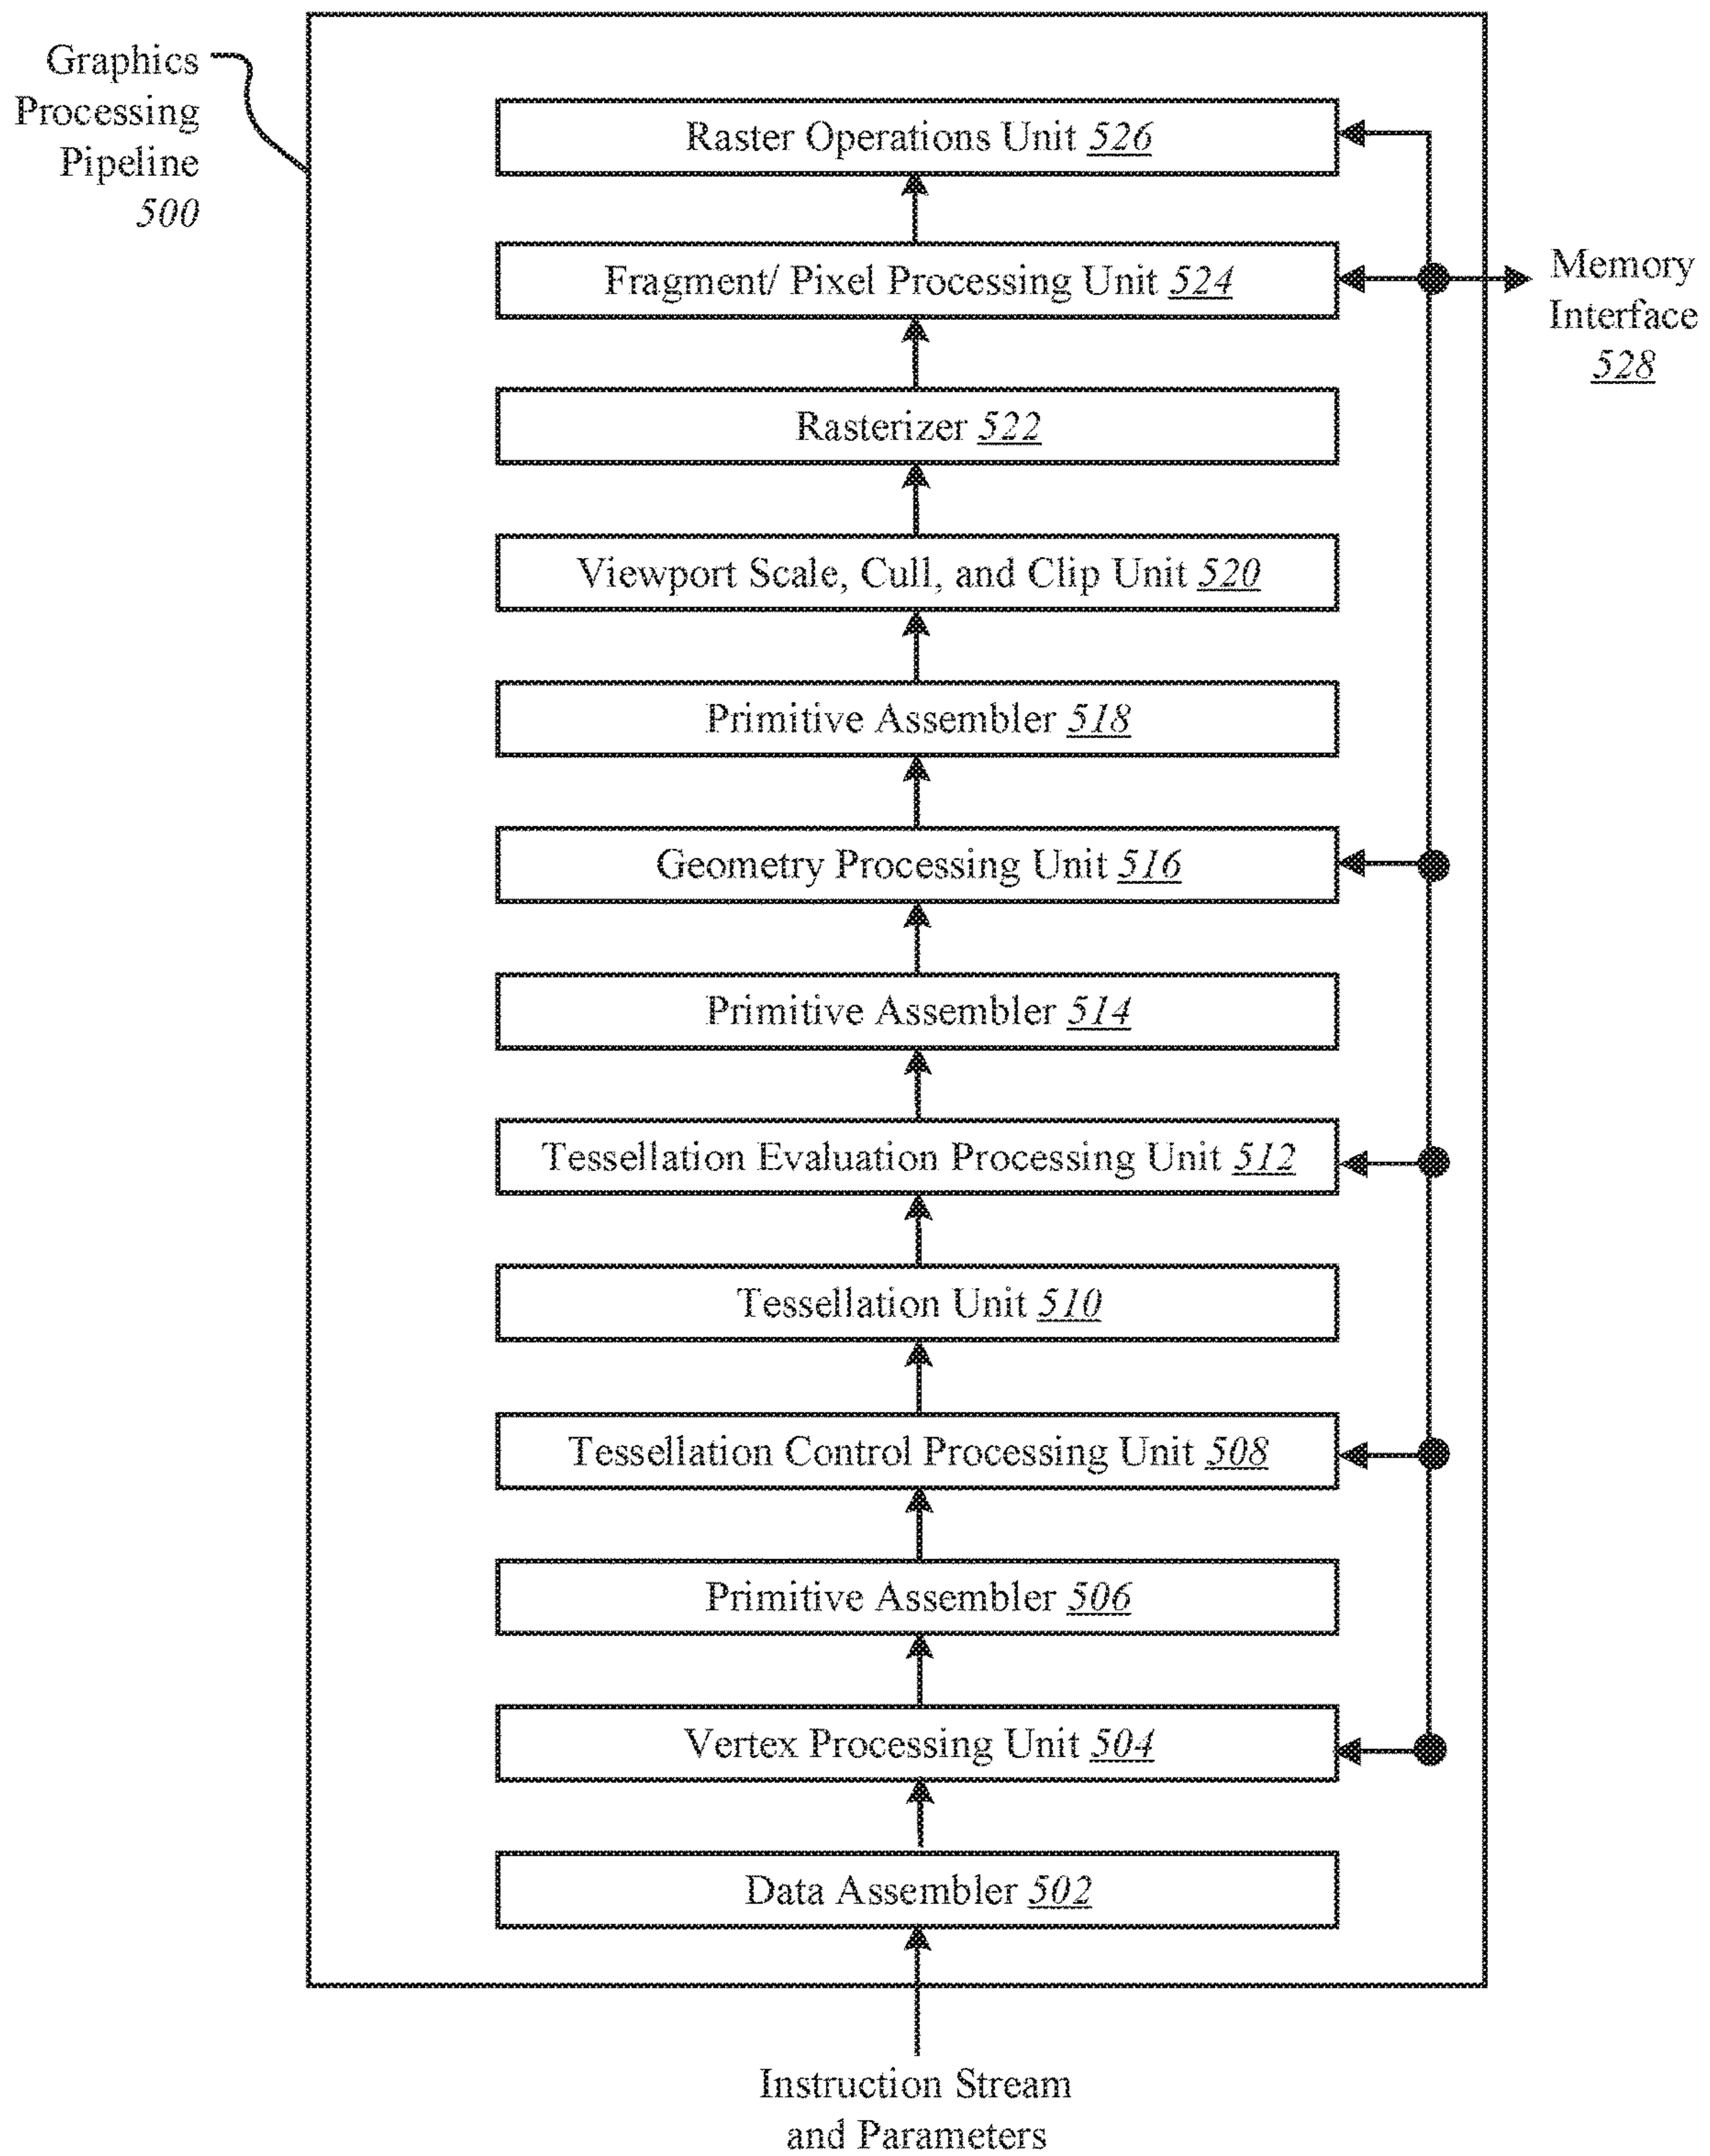 Graphics
Processing
Pipeline
500
Raster Operations Unit 526
Fragment/ Pixel Processing Unit 524
Memory
Interface
528
Rasterizer 522
Viewport Scale, Cull, and Clip Unit 520
Primitive Assembler 518
Geometry Processing Unit 516
Primitive Assembler 514
Tessellation Evaluation Processing Unit 512
Tessellation Unit 510
Tessellation Control Processing Unit 508
Primitive Assembler 506
Vertex Processing Unit 504
Data Assembler 502
Instruction Stream
and Parameters